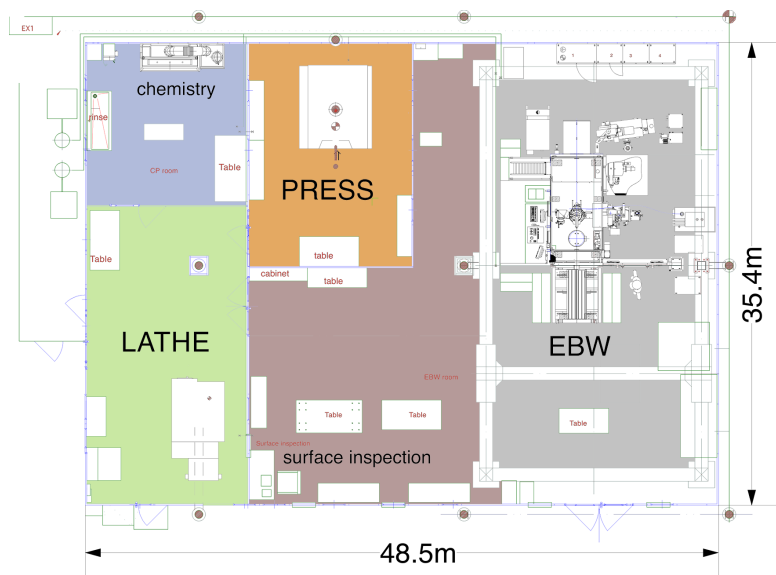 EX1
1 2 3 4
chemistry
rinse
CP room
Table
PRESS
Table
table
cabinet
table
35.4m
LATHE
EBW
EBW room
Table
Table
Table
Surface inspection
surface inspection
48.5m